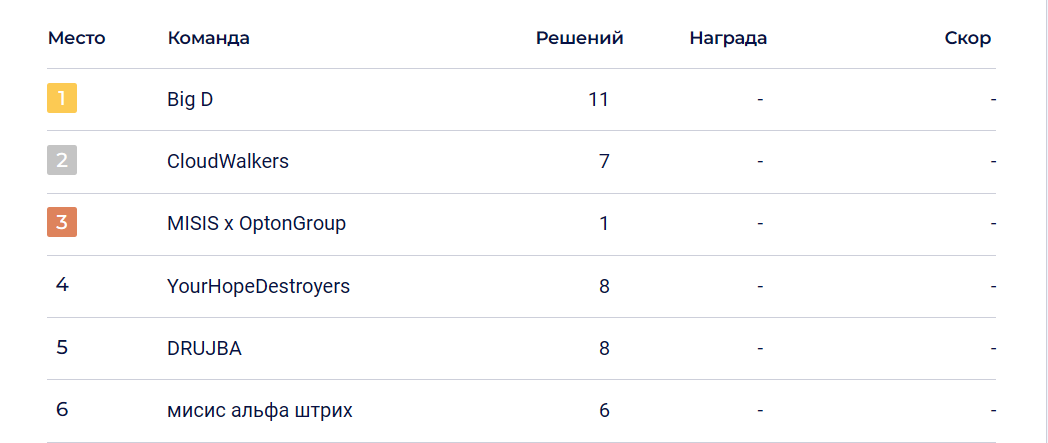 Место Команда Решений Награда Скор
1 Big D 11 - -
2 CloudWalkers 7 - -
3 MISIS x OptonGroup 1 - -
4 YourHopeDestroyers 8 - -
5 DRUJBA 8 - -
6 мисис альфа штрих 6 - -